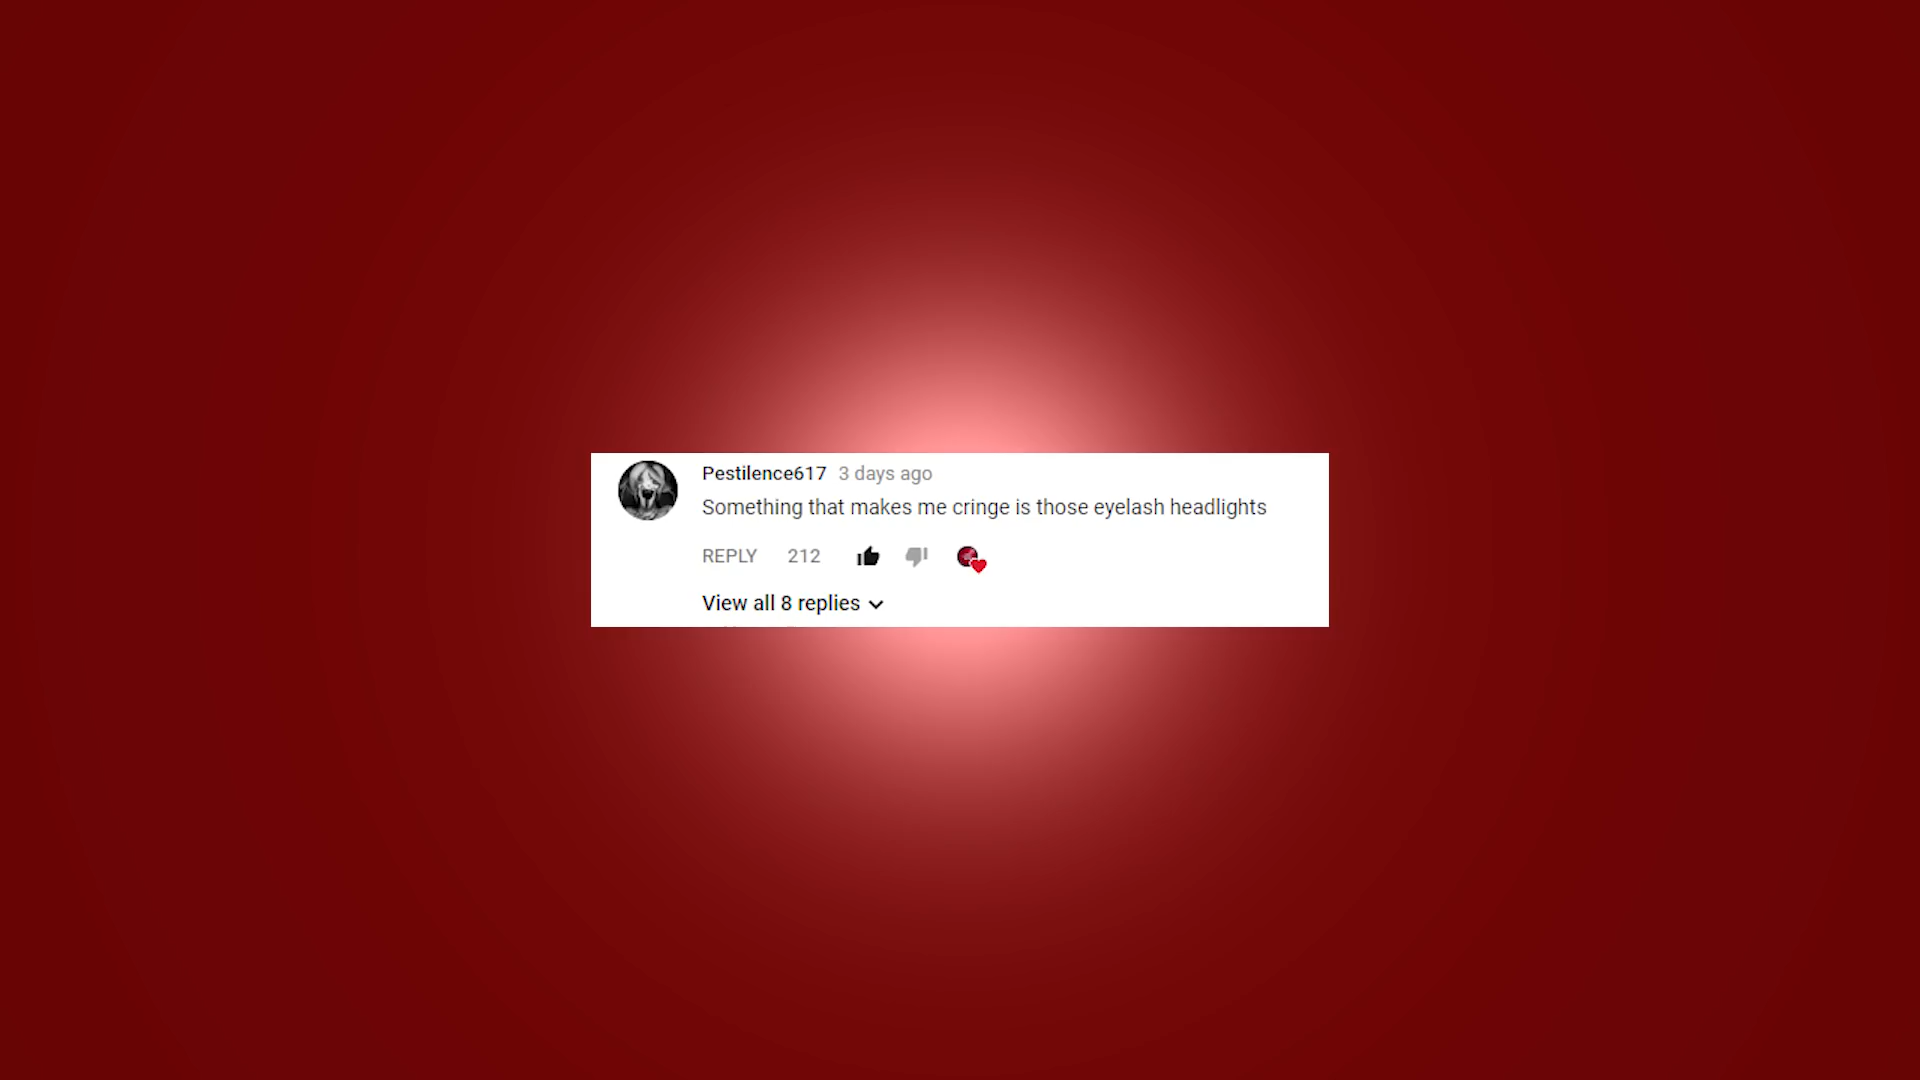 Pestilence617 3 days ago
Something that makes me cringe is those eyelash headlights
REPLY 212
View all 8 replies